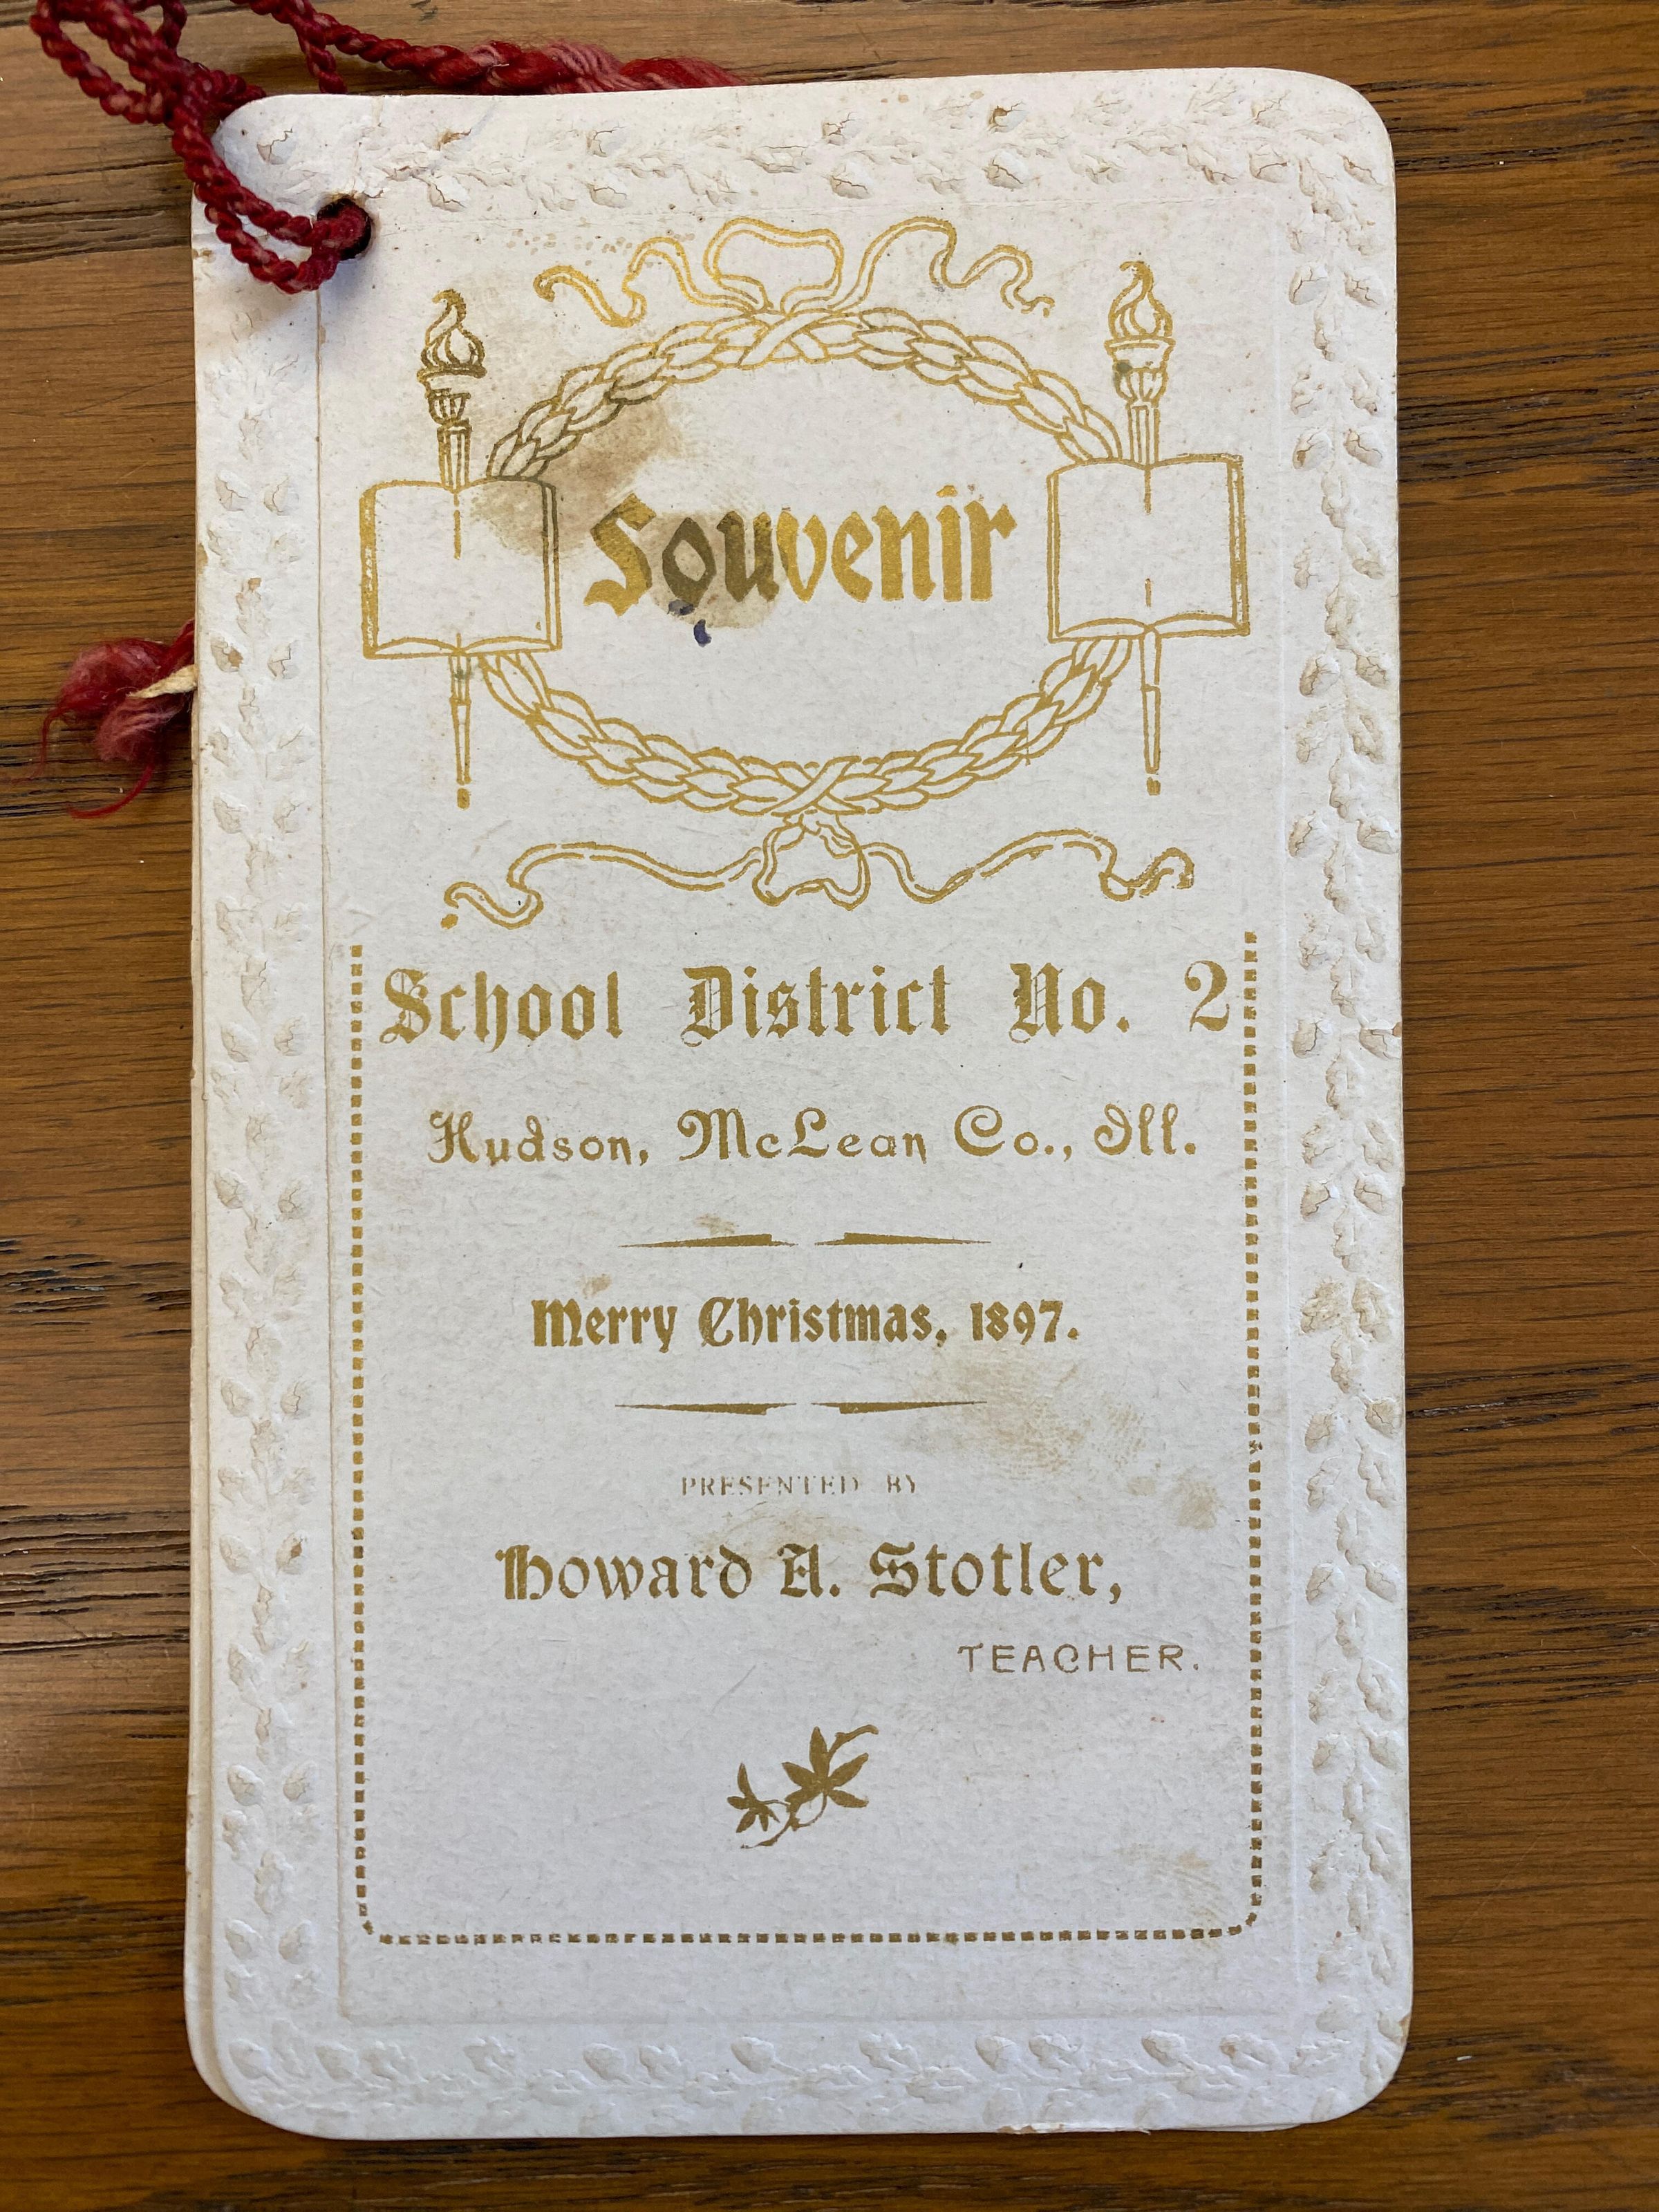 Souvenir
School District No. 2
Hudson, McLean Co., Ill.
Merry Christmas, 1897.
PRESENTED BY
Howard A. Stotler,
TEACHER.